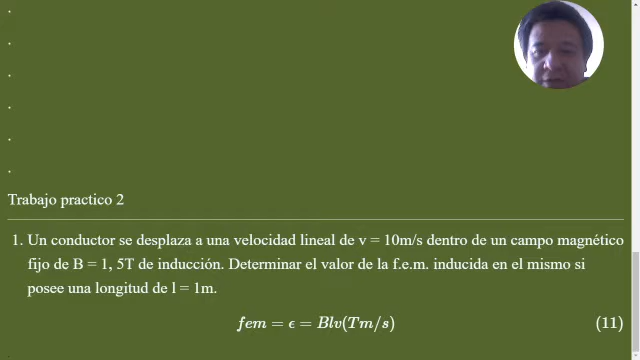 Trabajo practico 2
1. Un conductor se desplaza a una velocidad lineal de v = 10m/s dentro de un campo magnético
fijo de B = 1, 5T de inducción. Determinar el valor de la f.e.m. inducida en el mismo si
posee una longitud de l = 1m.
fem = ϵ = Blv(Tm/s) (11)